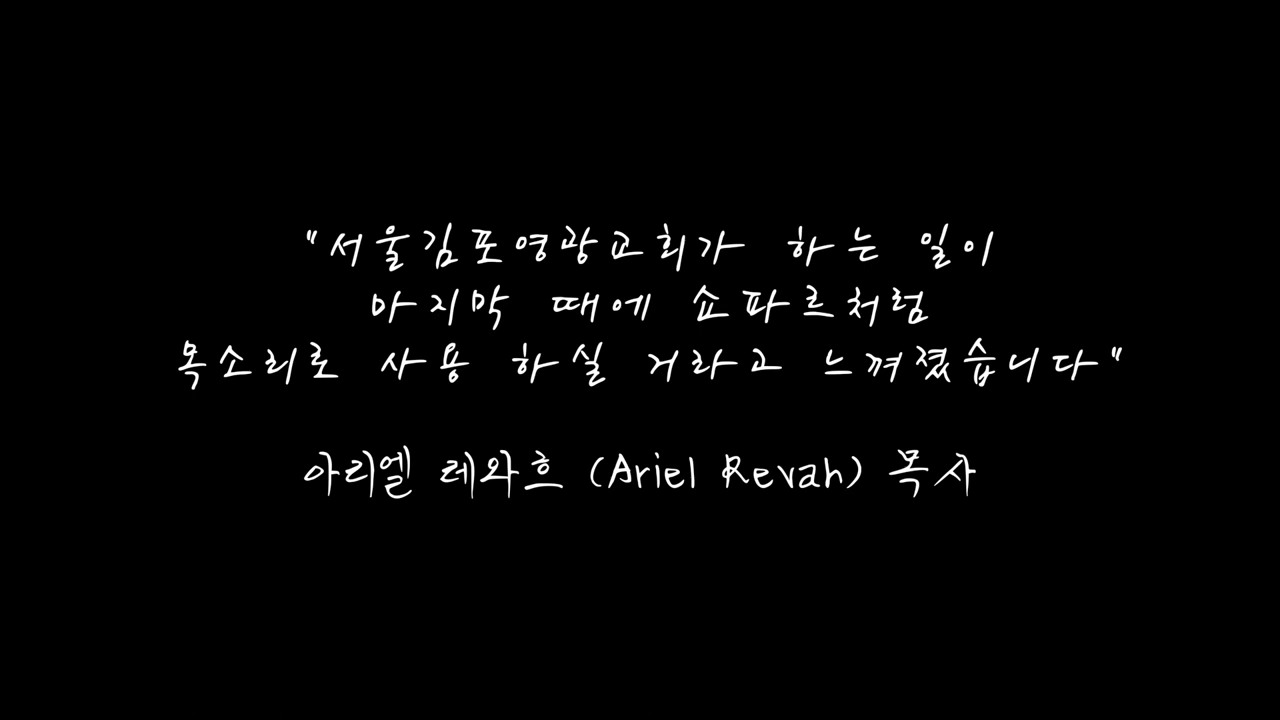 "서울김포영광교회가 하는 일이
마지막 때에 쇼파르처럼
목소리로 사용 하실 거라고 느껴졌습니다"
아리엘 레와흐 (Ariel Revah) 목사